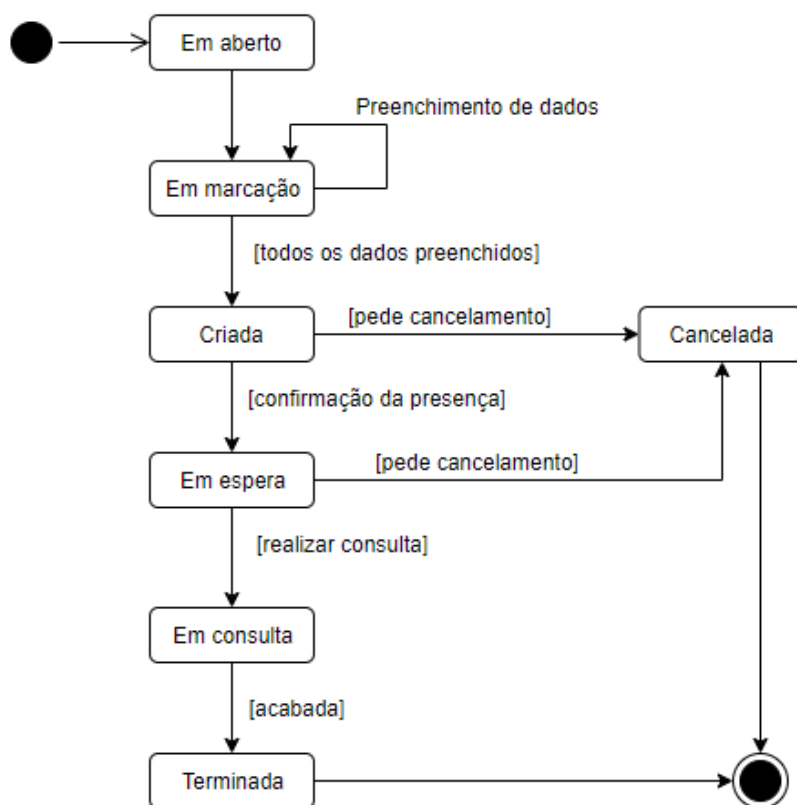 Em aberto
Preenchimento de dados
Em marcação
[todos os dados preenchidos]
Criada
[pede cancelamento]
Cancelada
[confirmação da presença]
Em espera
[pede cancelamento]
[realizar consulta]
Em consulta
[acabada]
Terminada